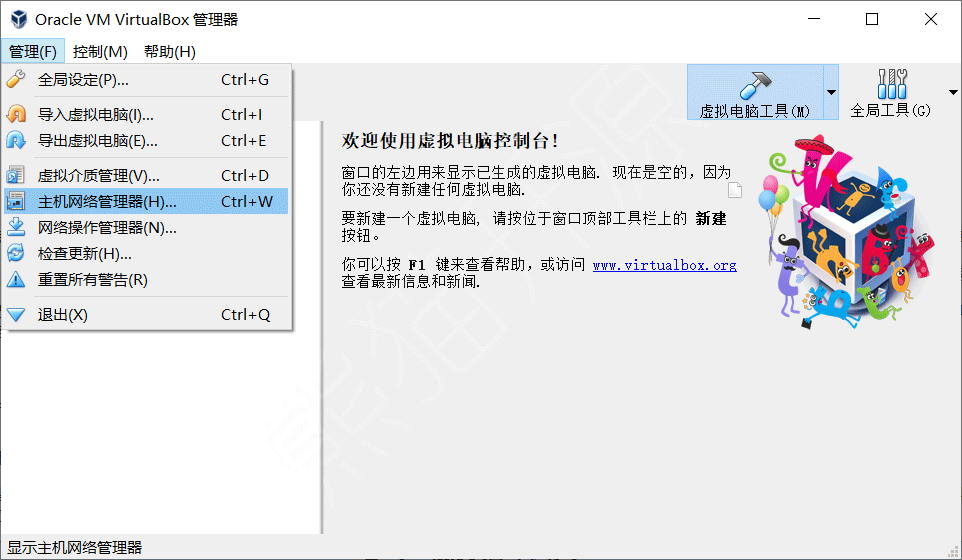 Oracle VM VirtualBox 管理器
管理(F) 控制(M) 帮助(H)
全局设定(P)... Ctrl+G
导入虚拟电脑(I)... Ctrl+I
导出虚拟电脑(E)... Ctrl+E
虚拟介质管理(V)... Ctrl+D
主机网络管理器(H)... Ctrl+W
网络操作管理器(N)...
检查更新(H)...
重置所有警告(R)
退出(X) Ctrl+Q
虚拟电脑工具(M) 全局工具(G)
欢迎使用虚拟电脑控制台!
窗口的左边用来显示已生成的虚拟电脑. 现在是空的，因为
你还没有新建任何虚拟电脑.
要新建一个虚拟电脑, 请按位于窗口顶部工具栏上的 新建
按钮。
你可以按 F1 键来查看帮助，或访问 www.virtualbox.org
查看最新信息和新闻.
显示主机网络管理器